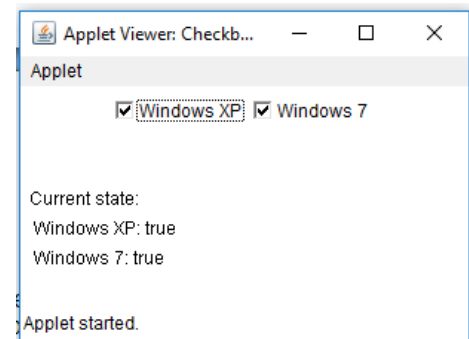 Applet Viewer: Checkb...
Applet
Windows XP Windows 7
Current state:
Windows XP: true
Windows 7: true
Applet started.